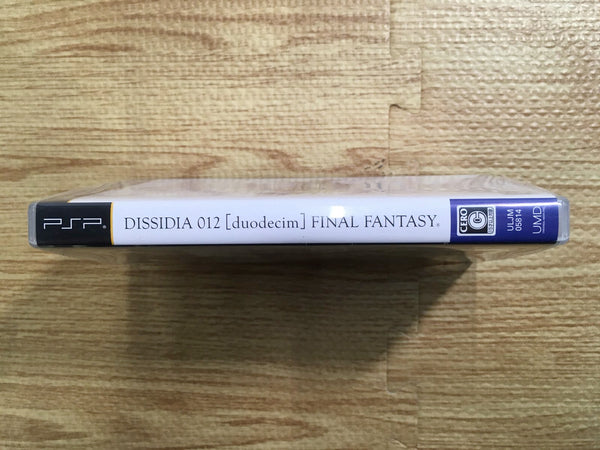 PSP®
DISSIDIA 012 [duodecim] FINAL FANTASY®
CERO
C
ULJM
05814
UMD